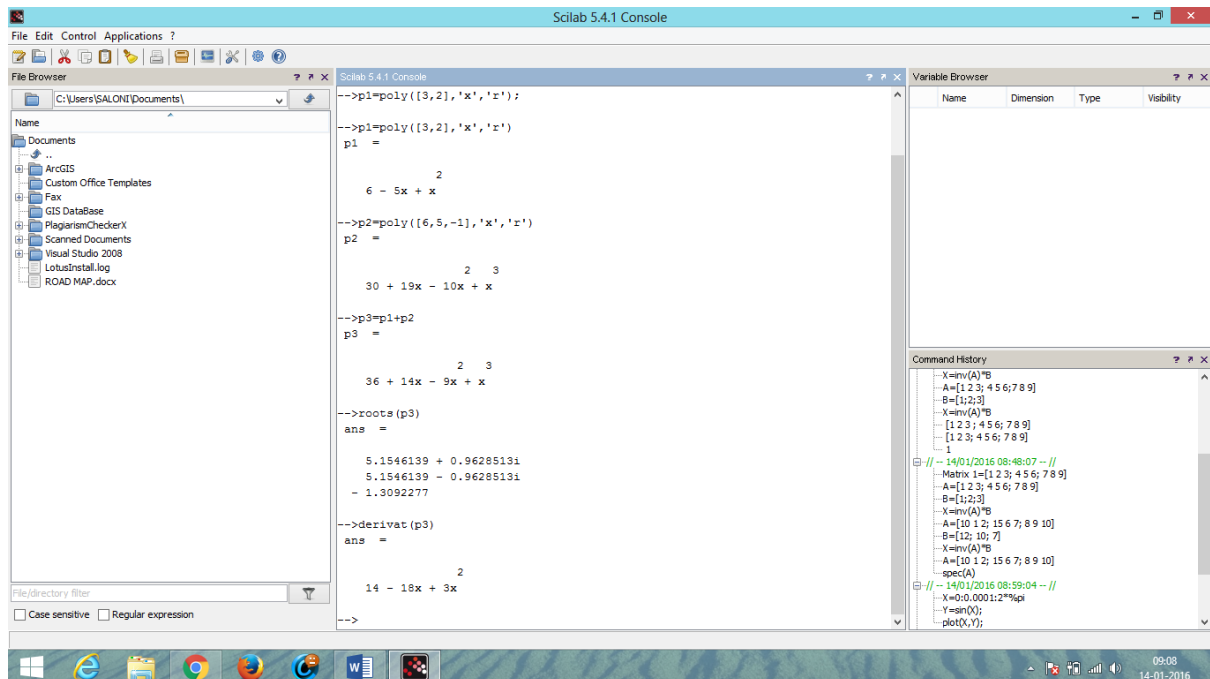 Scilab 5.4.1 Console
File Edit Control Applications ?
File Browser
C:\Users\SALONI\Documents\
Name
Documents
..
ArcGIS
Custom Office Templates
Fax
GIS DataBase
PlagiarismCheckerX
Scanned Documents
Visual Studio 2008
LotusInstall.log
ROAD MAP.docx
File/directory filter
Case sensitive Regular expression
Scilab 5.4.1 Console
-->p1=poly([3,2],'x','r');
-->p1=poly([3,2],'x','r')
p1 =
2
6 - 5x + x
-->p2=poly([6,5,-1],'x','r')
p2 =
2 3
30 + 19x - 10x + x
-->p3=p1+p2
p3 =
2 3
36 + 14x - 9x + x
-->roots(p3)
ans =
5.1546139 + 0.9628513i
5.1546139 - 0.9628513i
- 1.3092277
-->derivat(p3)
ans =
2
14 - 18x + 3x
-->
Variable Browser
Name Dimension Type Visibility
Command History
X=inv(A)*B
A=[1 2 3; 4 5 6;7 8 9]
B=[1;2;3]
X=inv(A)*B
[1 2 3 ; 4 5 6; 7 8 9]
[1 2 3; 4 5 6; 7 8 9]
1
// -- 14/01/2016 08:48:07 -- //
Matrix 1=[1 2 3; 4 5 6; 7 8 9]
A=[1 2 3; 4 5 6; 7 8 9]
B=[1;2;3]
X=inv(A)*B
A=[10 1 2; 15 6 7; 8 9 10]
B=[12; 10; 7]
X=inv(A)*B
A=[10 1 2; 15 6 7; 8 9 10]
spec(A)
// -- 14/01/2016 08:59:04 -- //
X=0:0.0001:2*%pi
Y=sin(X);
plot(X,Y);
09:08
14-01-2016